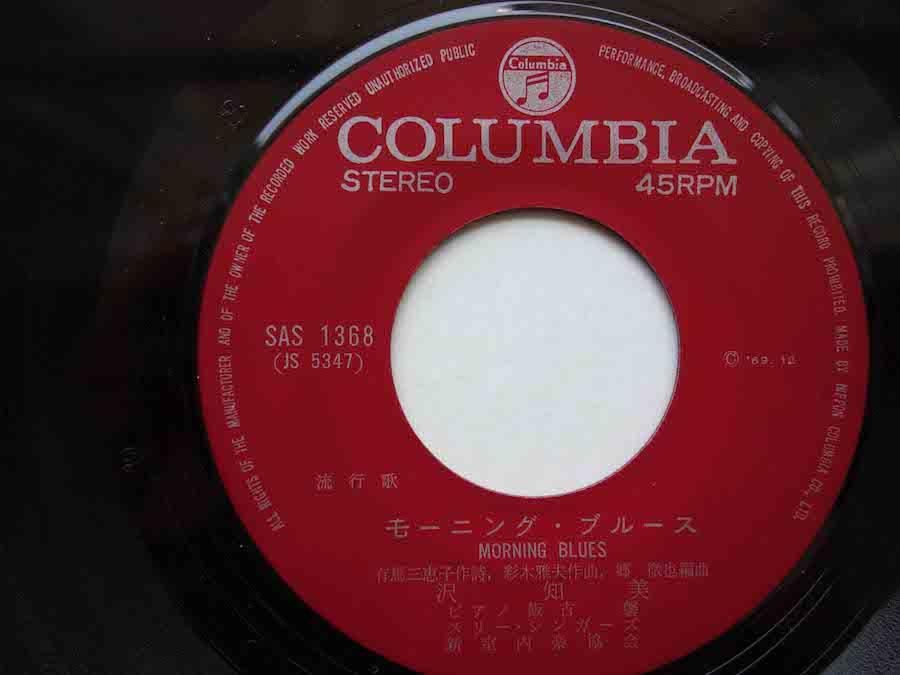 ALL RIGHTS OF THE MANUFACTURER AND OF THE OWNER OF THE RECORDED WORK RESERVED UNAUTHORIZED PUBLIC PERFORMANCE, BROADCASTING AND COPYING OF THIS RECORD PROHIBITED. MADE BY NIPPON COLUMBIA CO., LTD.
Columbia
COLUMBIA
STEREO 45RPM
SAS 1368
(JS 5347)
© '69. 12
流行歌
モーニング・ブルース
MORNING BLUES
有馬三恵子作詩, 彩木雅夫作曲, 郷 徹也編曲
沢 知美
ピアノ 飯吉 馨
スリー・シンガーズ
新室内楽協会